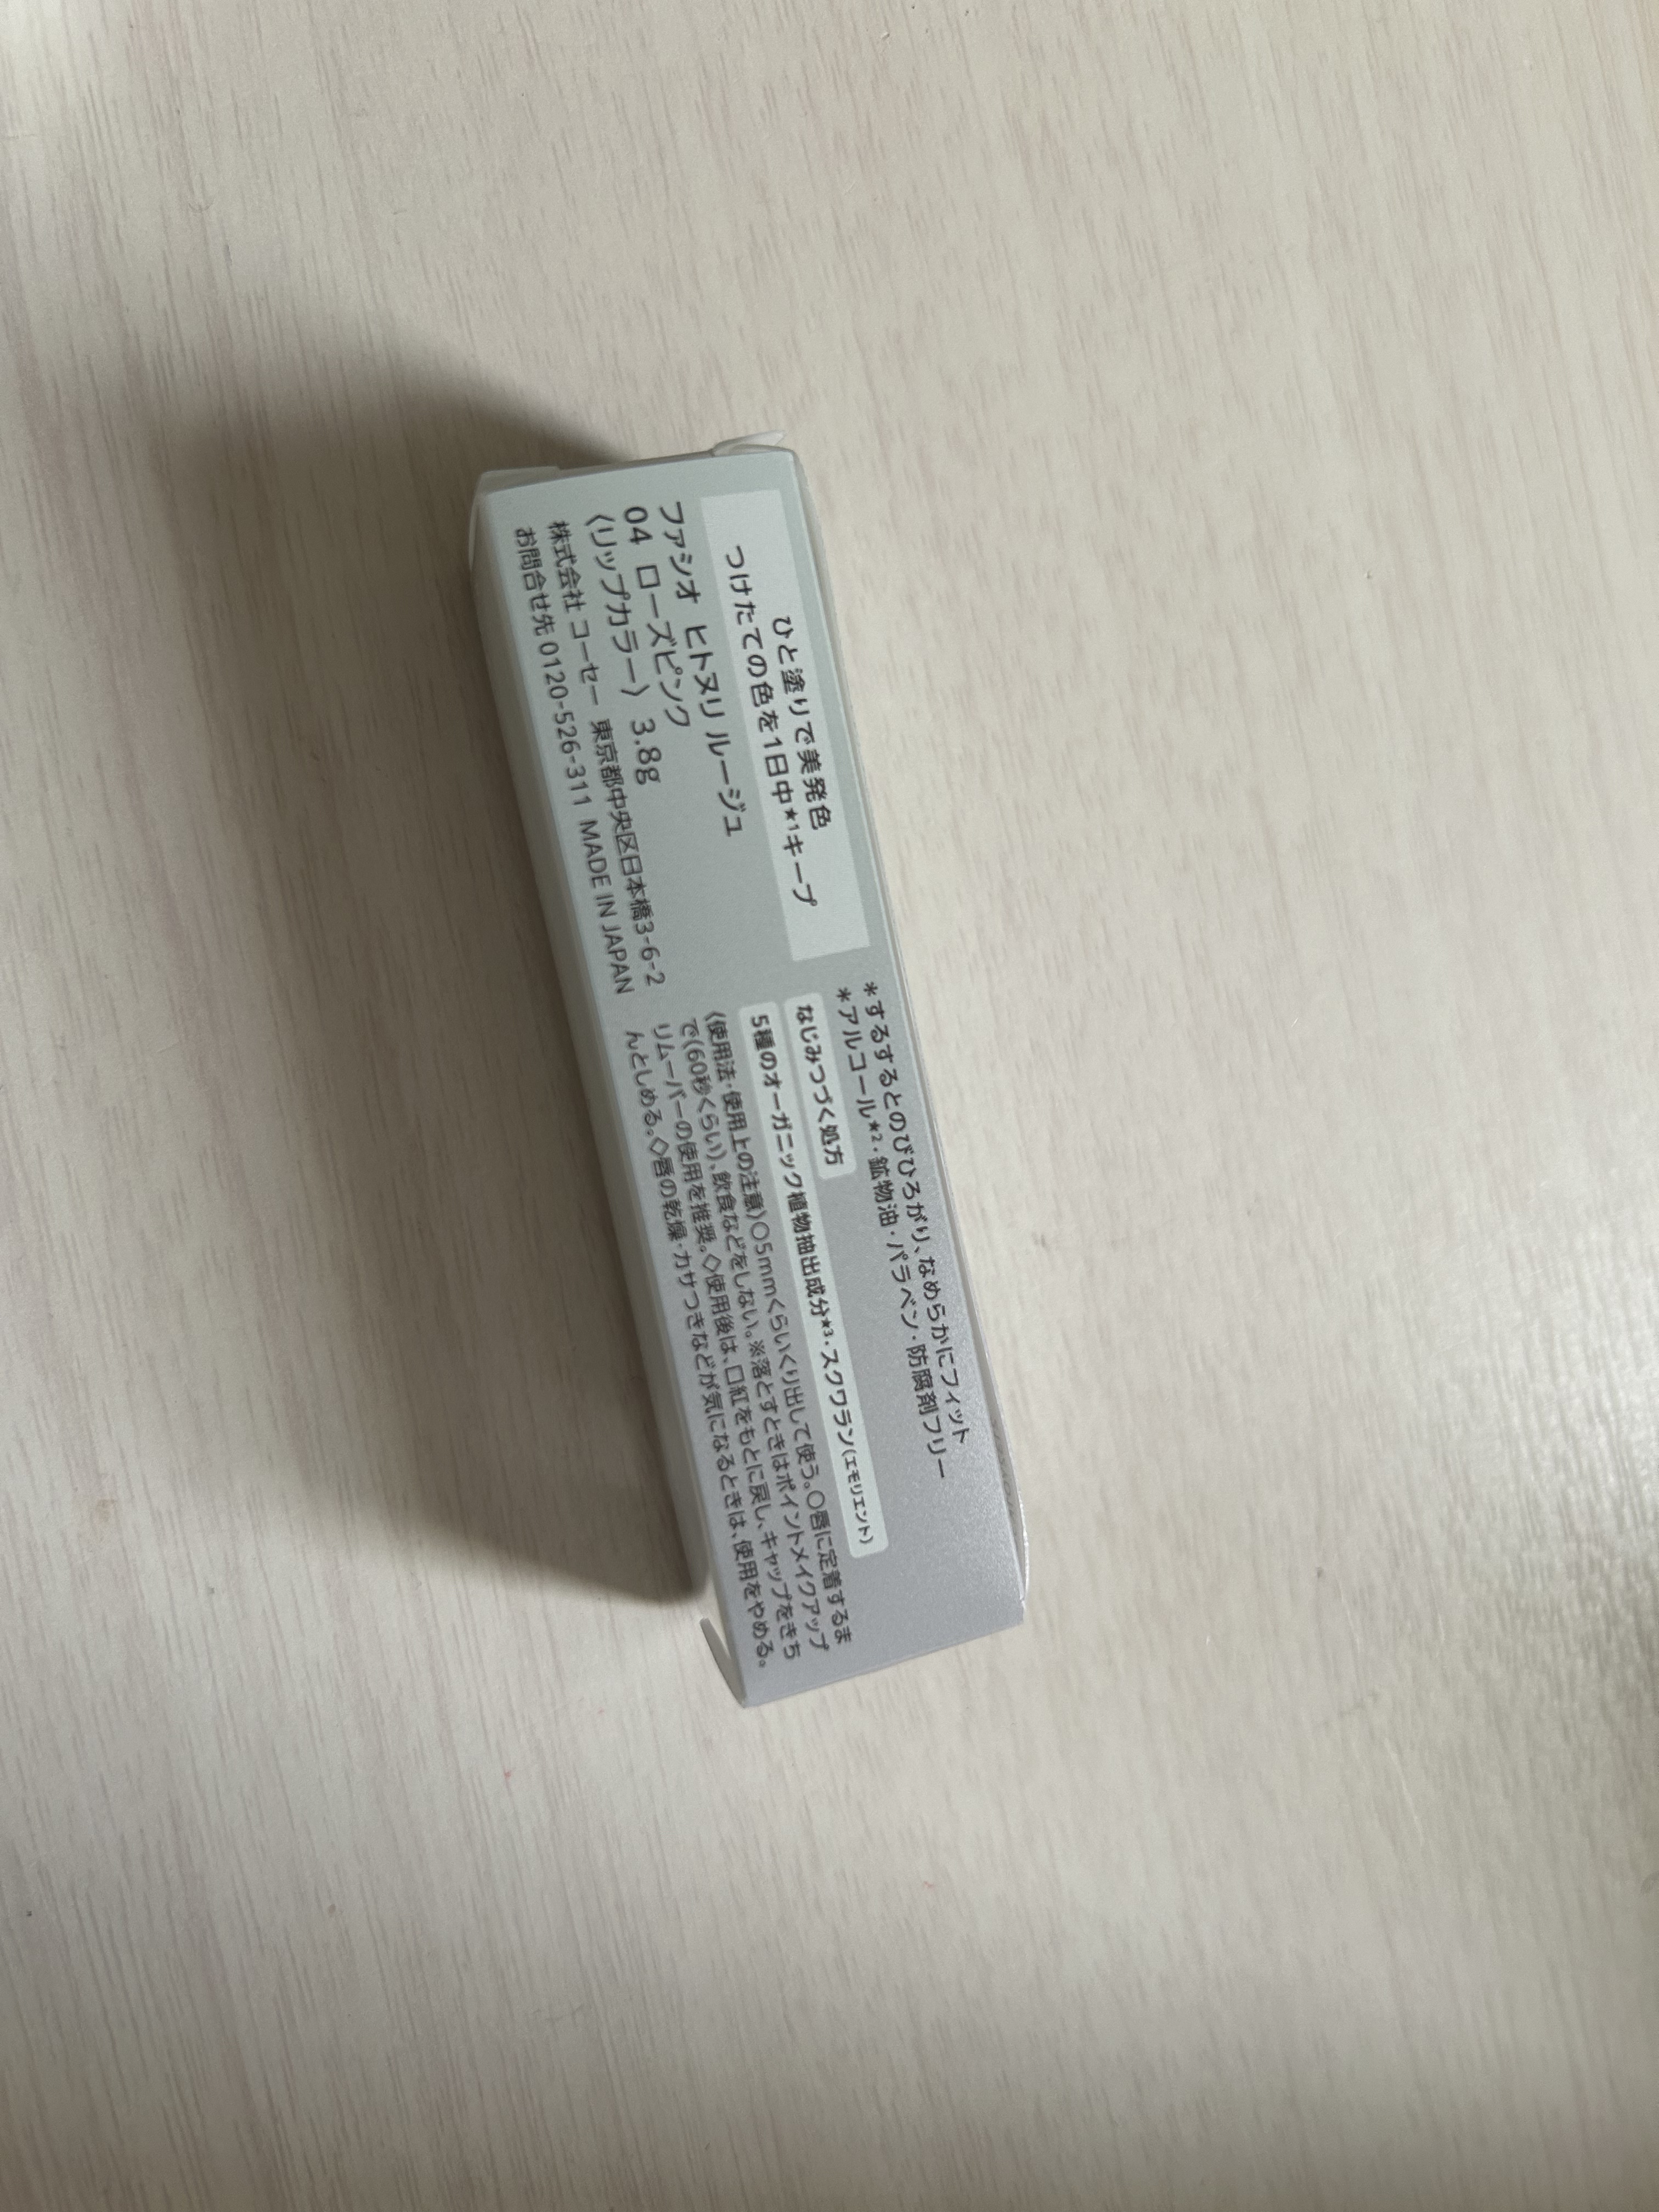 ひと塗りで美発色
つけたての色を1日中★1キープ
ファシオ ヒトヌリ ルージュ
04 ローズピンク
〈リップカラー〉 3.8g
株式会社 コーセー 東京都中央区日本橋3-6-2
お問合せ先 0120-526-311 MADE IN JAPAN
＊するするとのびひろがり、なめらかにフィット
＊アルコール★2・鉱物油・パラベン・防腐剤フリー
なじみつづく処方
5種のオーガニック植物抽出成分★3・スクワラン(エモリエント)
〈使用法・使用上の注意〉○5mmくらいくり出して使う。○唇に定着するま
で(60秒くらい)、飲食などをしない。※落とすときはポイントメイクアップ
リムーバーの使用を推奨。◇使用後は、口紅をもとに戻し、キャップをきち
んとしめる。◇唇の乾燥・カサつきなどが気になるときは、使用をやめる。